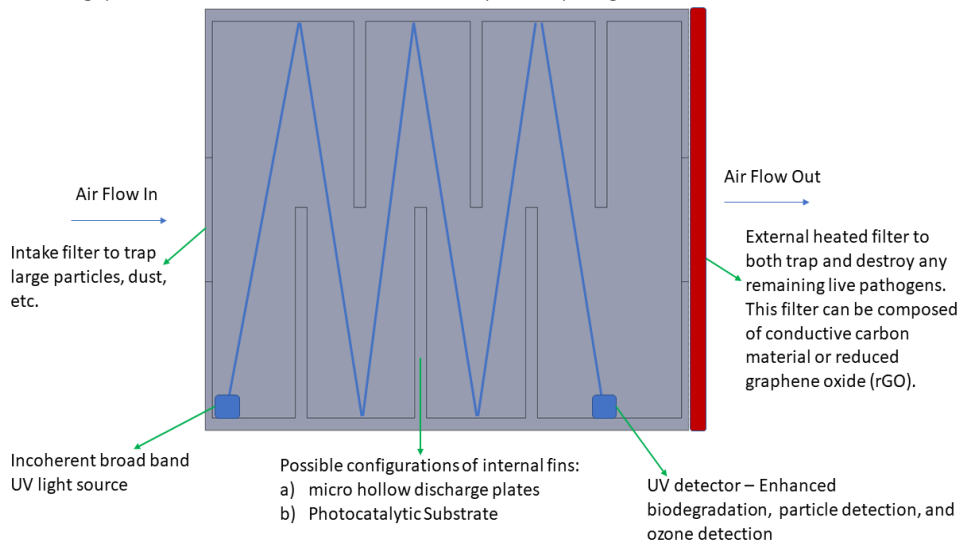 Air Flow In
Air Flow Out
Intake filter to trap
large particles, dust,
etc.
External heated filter to
both trap and destroy any
remaining live pathogens.
This filter can be composed
of conductive carbon
material or reduced
graphene oxide (rGO).
Incoherent broad band
UV light source
Possible configurations of internal fins:
a) micro hollow discharge plates
b) Photocatalytic Substrate
UV detector – Enhanced
biodegradation, particle detection, and
ozone detection